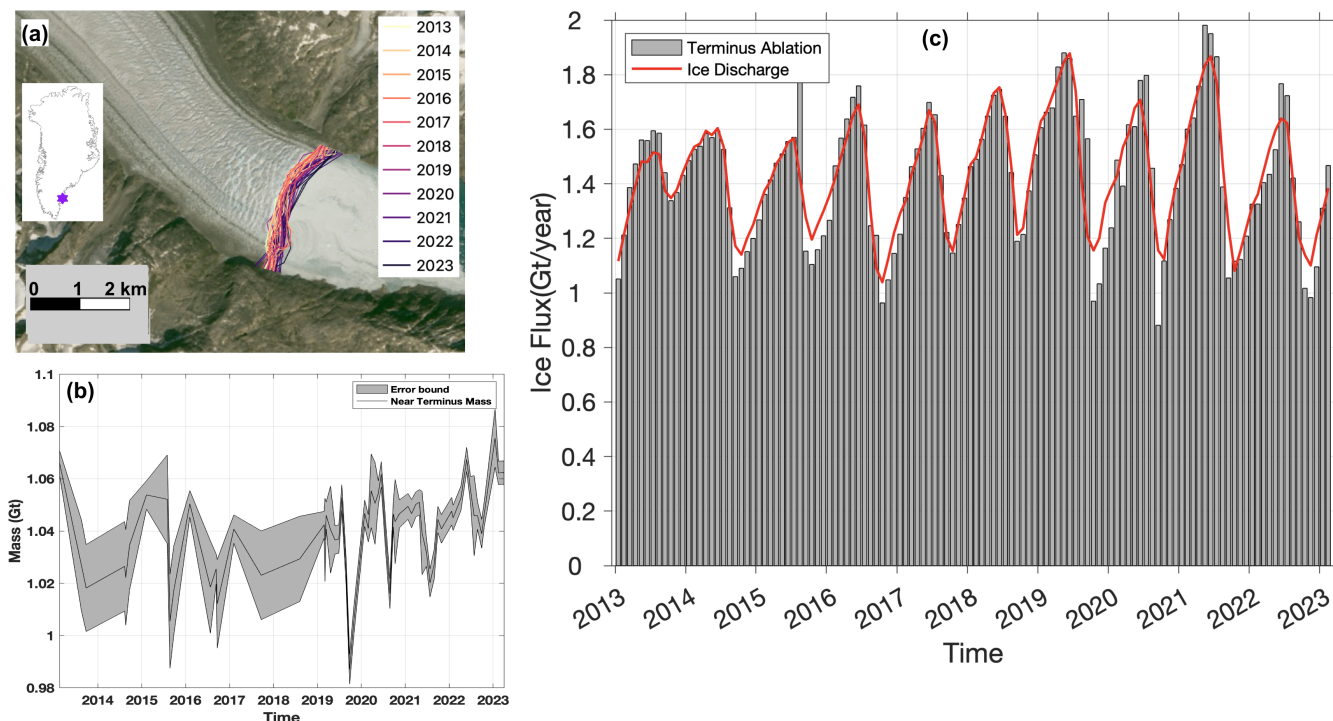 (a)
2013
2014
2015
2016
2017
2018
2019
2020
2021
2022
2023
0 1 2 km
(b)
Error bound
Near Terminus Mass
1.1
1.08
1.06
1.04
1.02
1
0.98
Mass (Gt)
2014 2015 2016 2017 2018 2019 2020 2021 2022 2023
Time
(c)
Terminus Ablation
Ice Discharge
2
1.8
1.6
1.4
1.2
1
0.8
0.6
0.4
0.2
0
Ice Flux(Gt/year)
2013 2014 2015 2016 2017 2018 2019 2020 2021 2022 2023
Time